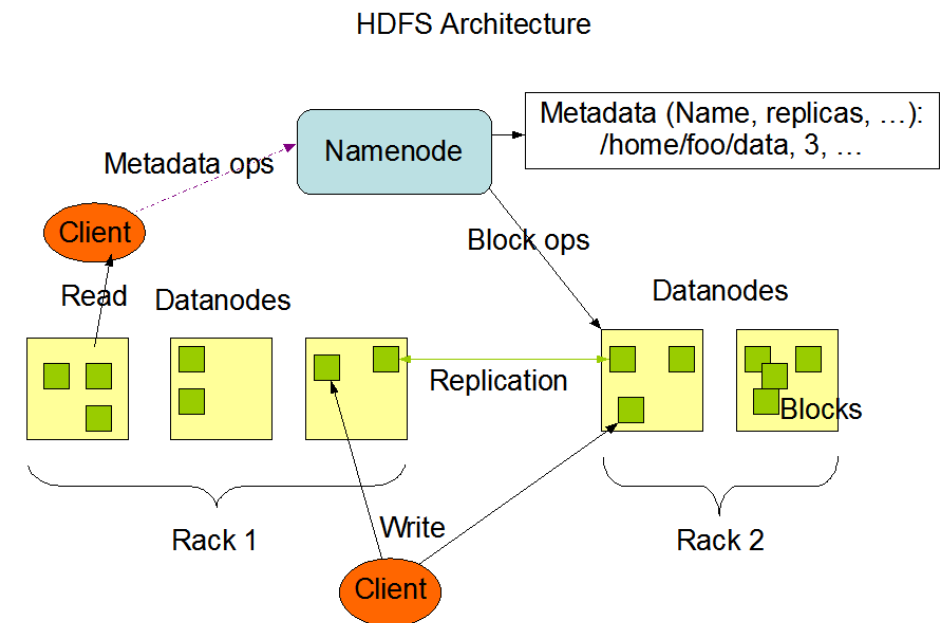 HDFS Architecture
Metadata (Name, replicas, …):
/home/foo/data, 3, …
Namenode
Metadata ops
Client
Block ops
Read
Datanodes
Datanodes
Replication
Blocks
Rack 1
Write
Rack 2
Client